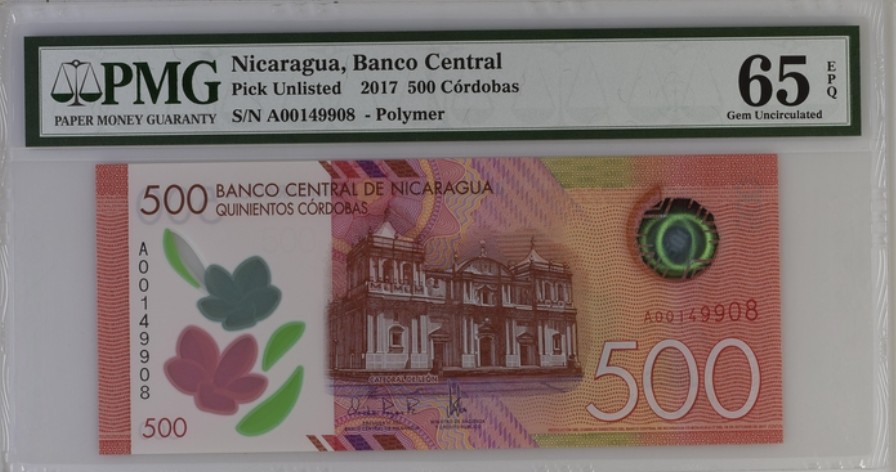 PMG
PAPER MONEY GUARANTY
Nicaragua, Banco Central
Pick Unlisted 2017 500 Córdobas
S/N A00149908 - Polymer
65
EPQ
Gem Uncirculated
500 BANCO CENTRAL DE NICARAGUA
QUINIENTOS CÓRDOBAS
A00149908
A00149908
CATEDRAL DE LEÓN
500
500